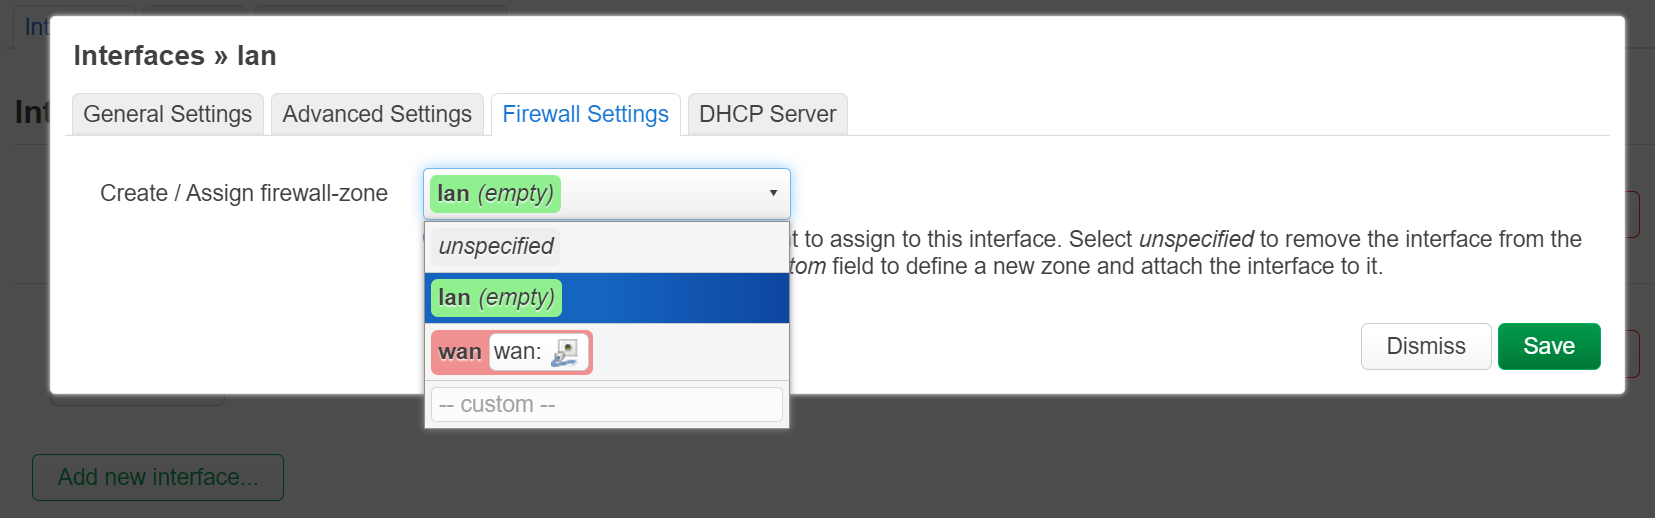 Int
Interfaces » lan
General Settings
Advanced Settings
Firewall Settings
DHCP Server
Int
Create / Assign firewall-zone
lan (empty)
unspecified
t to assign to this interface. Select unspecified to remove the interface from the
tom field to define a new zone and attach the interface to it.
lan (empty)
wan wan:
-- custom --
Dismiss
Save
Add new interface...